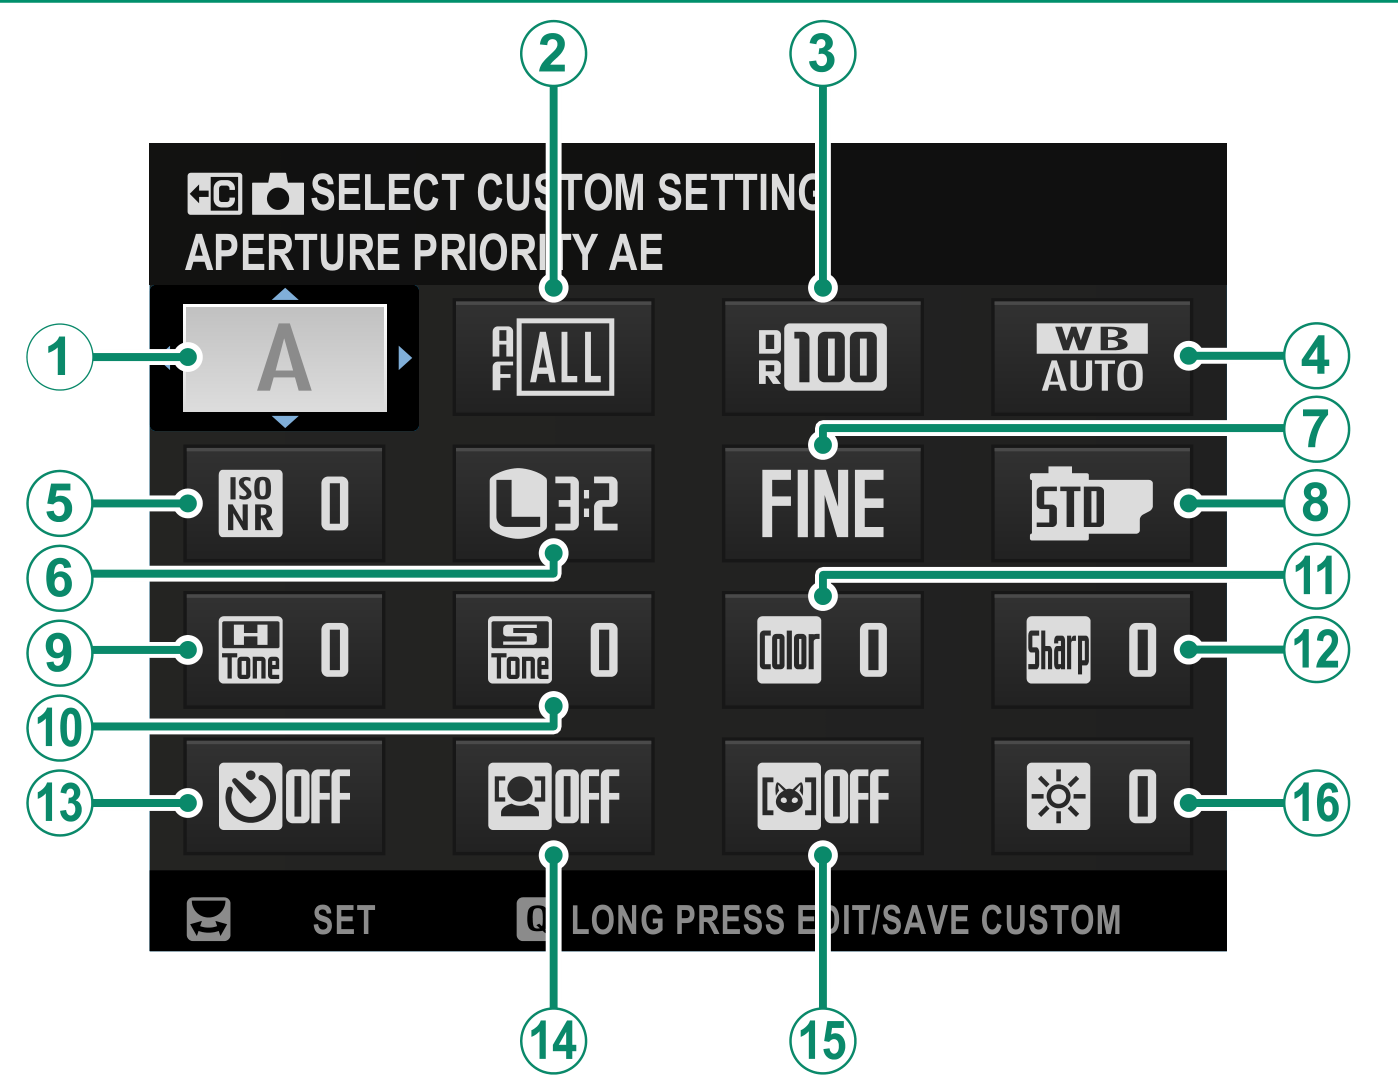 2 3
C SELECT CUSTOM SETTING
APERTURE PRIORITY AE
1 A AF ALL DR 100 WB AUTO 4
7
5 ISO NR 0 L 3:2 FINE STD 8
6 11
9 H Tone 0 S Tone 0 Color 0 Sharp 0 12
10
13 OFF OFF OFF 0 16
SET Q LONG PRESS EDIT/SAVE CUSTOM
14 15